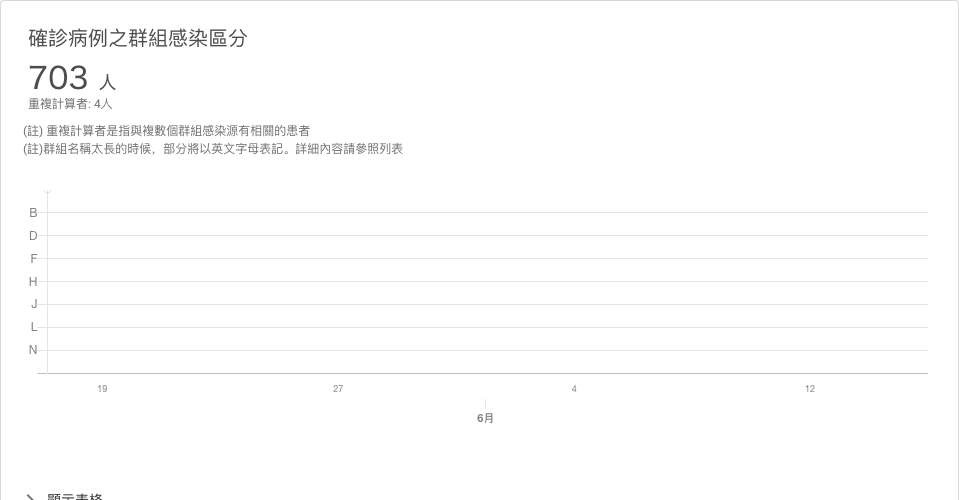 確診病例之群組感染區分
703 人
重複計算者: 4人
(註) 重複計算者是指與複數個群組感染源有相關的患者
(註)群組名稱太長的時候，部分將以英文字母表記。詳細內容請參照列表
B
D
F
H
J
L
N
19 27 4 12
6月
顯示表格